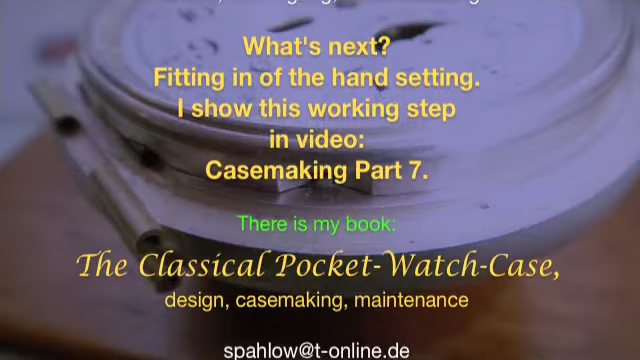 What's next?
Fitting in of the hand setting.
I show this working step
in video:
Casemaking Part 7.
There is my book:
The Classical Pocket-Watch-Case,
design, casemaking, maintenance
spahlow@t-online.de